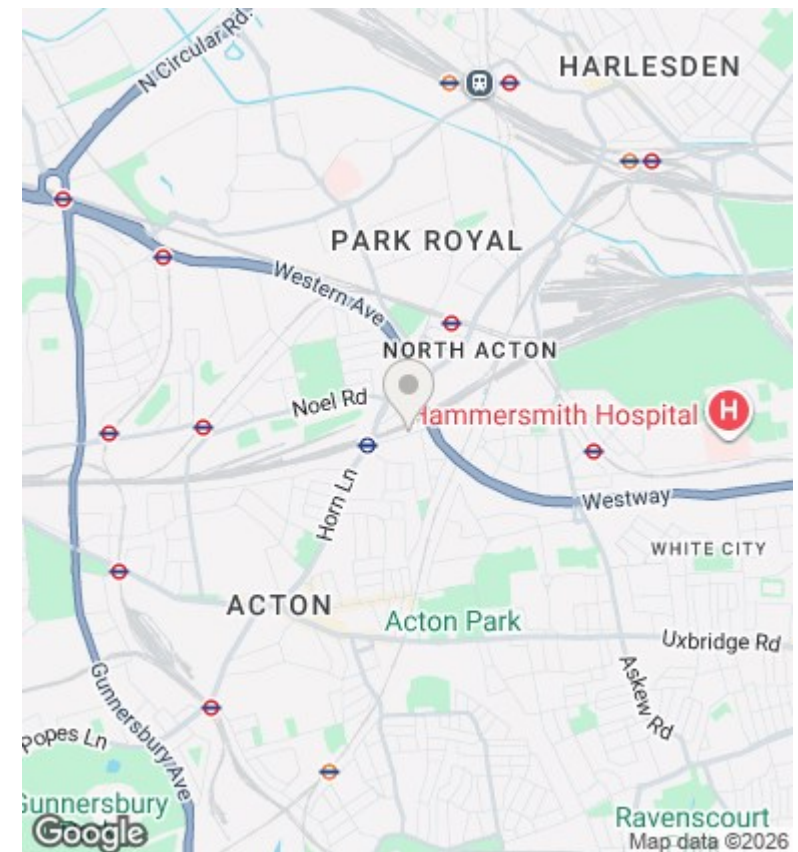 N Circular Rd.
HARLESDEN
PARK ROYAL
Western Ave
NORTH ACTON
Noel Rd
Hammersmith Hospital
H
Horn Ln
Westway
WHITE CITY
ACTON
Acton Park
Uxbridge Rd
Askew Rd
Gunnersbury Ave
Popes Ln
Gunnersbury
Ravenscourt
Google
Map data ©2026